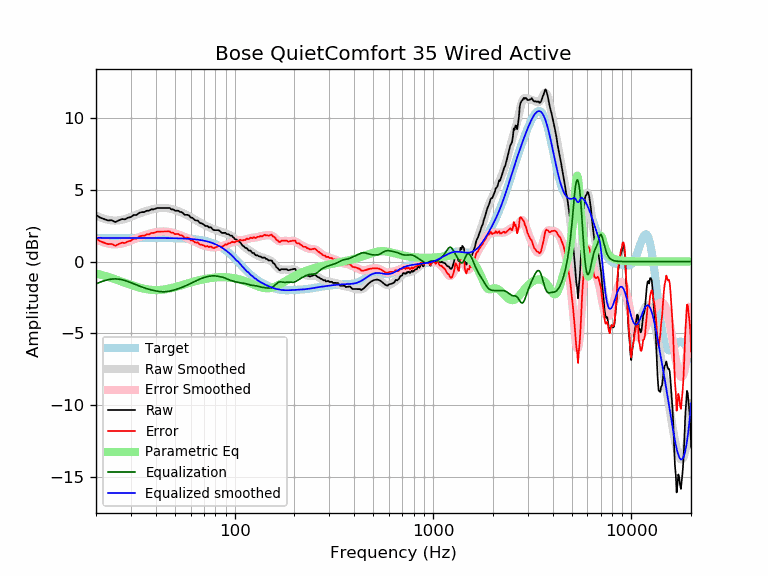 Bose QuietComfort 35 Wired Active
Amplitude (dBr)
10
5
0
−5
−10
−15
Target
Raw Smoothed
Error Smoothed
Raw
Error
Parametric Eq
Equalization
Equalized smoothed
100
1000
10000
Frequency (Hz)